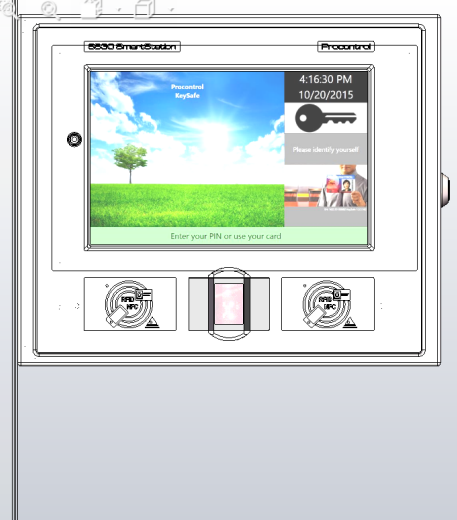 S630 SmartStation
Procontrol
Procontrol
KeySafe
4:16:30 PM
10/20/2015
Please identify yourself
Enter your PIN or use your card
RFID
NFC
RFID
NFC